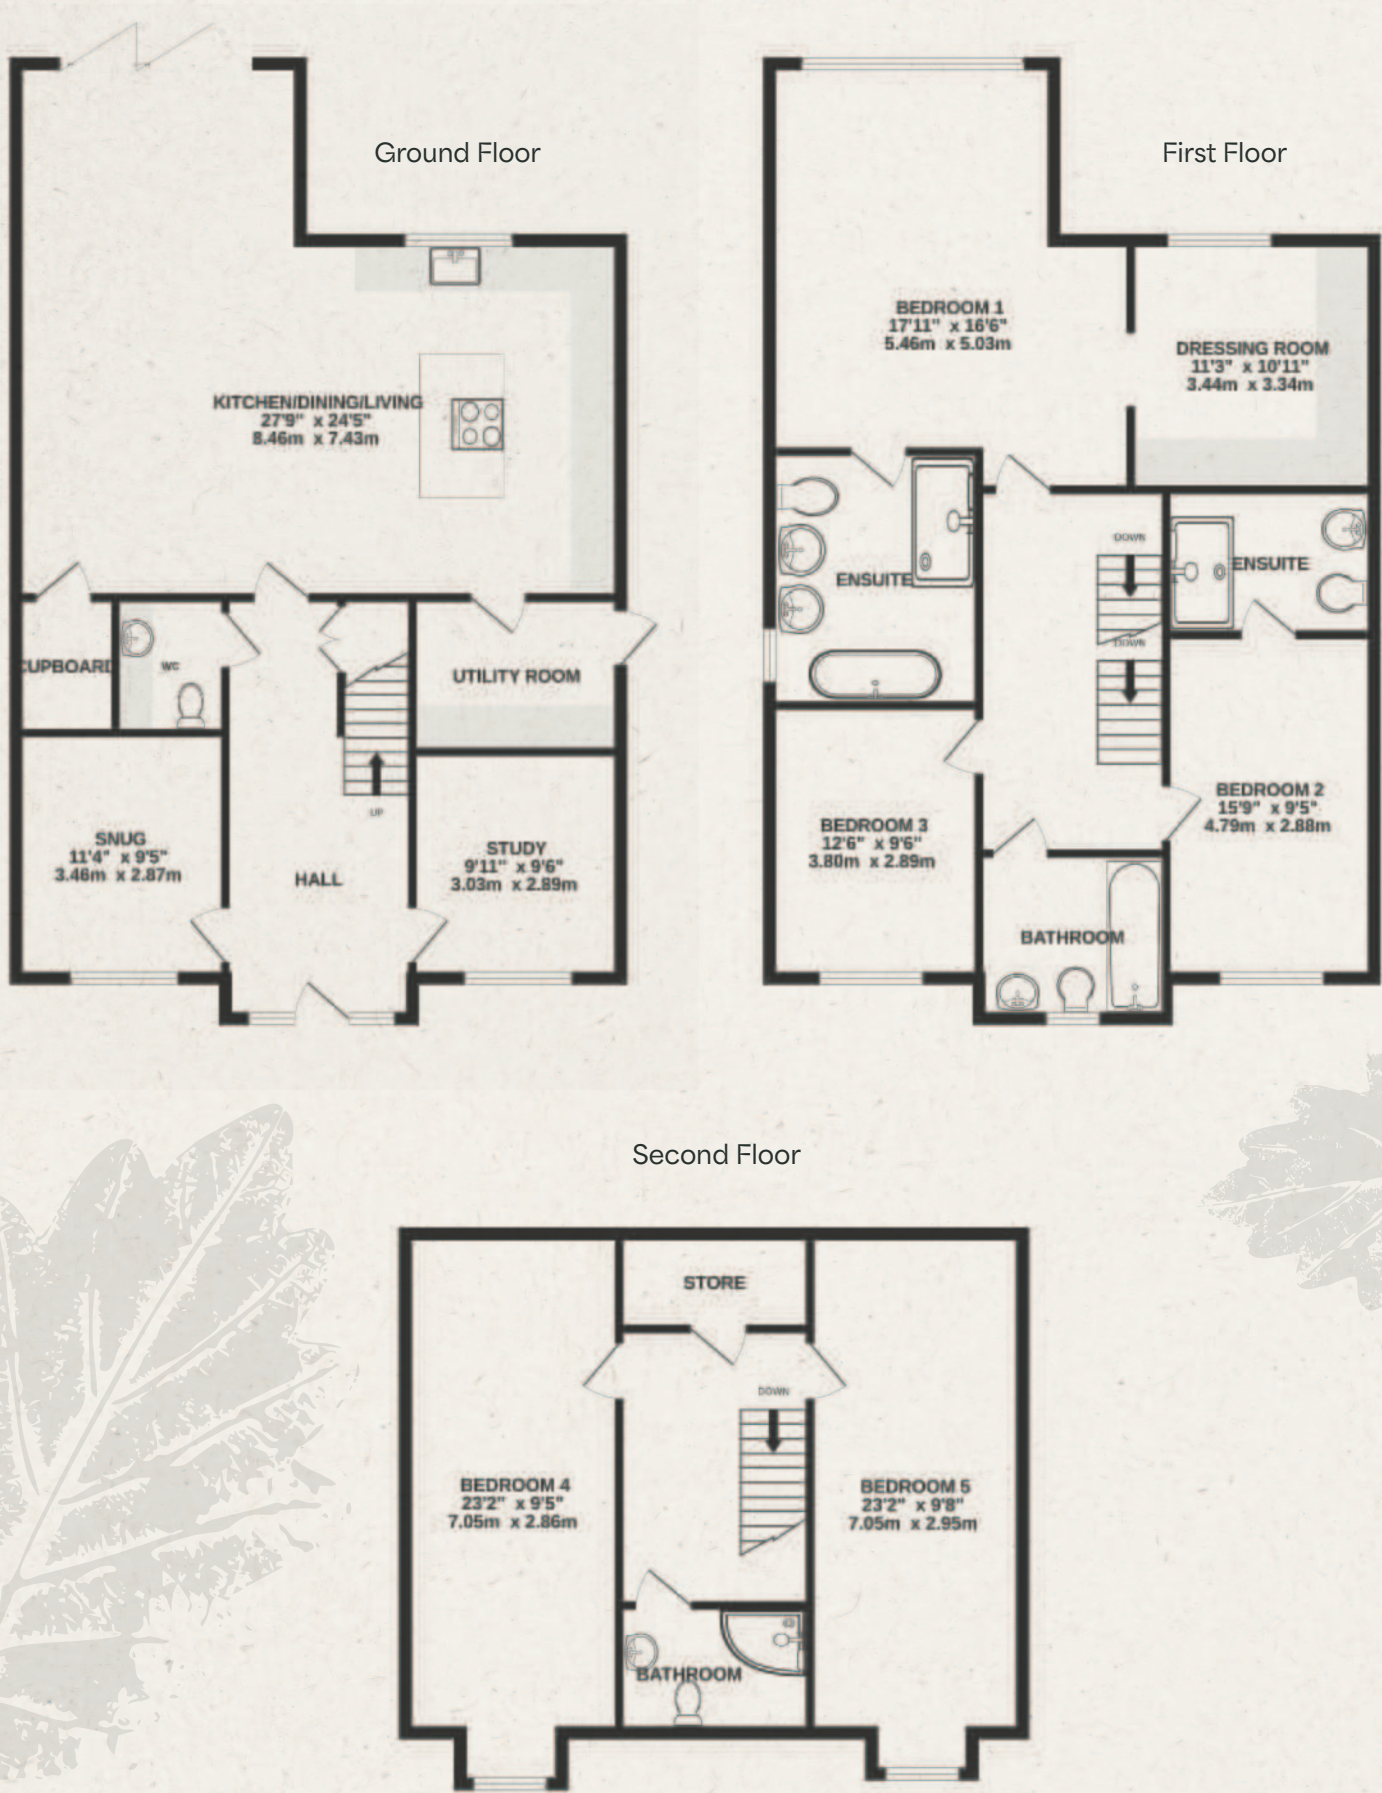 Ground Floor
First Floor
KITCHEN/DINING/LIVING
27'9" x 24'5"
8.46m x 7.43m
CUPBOARD
WC
UTILITY ROOM
UP
SNUG
11'4" x 9'5"
3.46m x 2.87m
HALL
STUDY
9'11" x 9'6"
3.03m x 2.89m
BEDROOM 1
17'11" x 16'6"
5.46m x 5.03m
DRESSING ROOM
11'3" x 10'11"
3.44m x 3.34m
ENSUITE
DOWN
ENSUITE
DOWN
BEDROOM 3
12'6" x 9'6"
3.80m x 2.89m
BEDROOM 2
15'9" x 9'5"
4.79m x 2.88m
BATHROOM
Second Floor
STORE
DOWN
BEDROOM 4
23'2" x 9'5"
7.05m x 2.86m
BEDROOM 5
23'2" x 9'8"
7.05m x 2.95m
BATHROOM